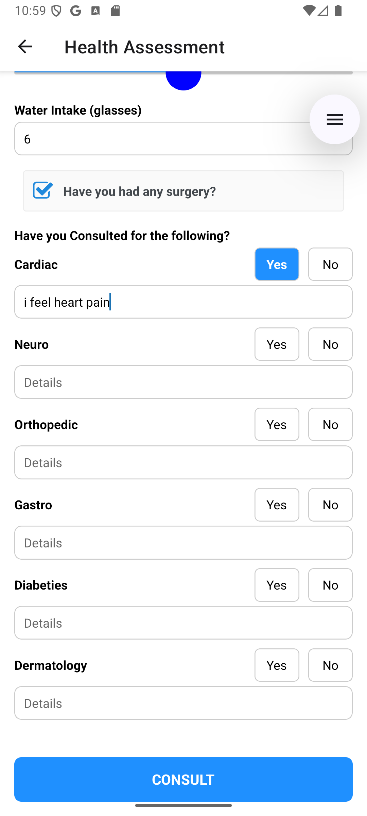 10:59
Health Assessment
Water Intake (glasses)
6
Have you had any surgery?
Have you Consulted for the following?
Cardiac Yes No
i feel heart pain
Neuro Yes No
Details
Orthopedic Yes No
Details
Gastro Yes No
Details
Diabeties Yes No
Details
Dermatology Yes No
Details
CONSULT